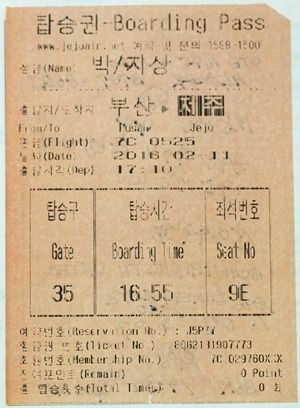 탑승권-Boarding Pass
www.jejuair.net 예약 및 문의 1599-1500
성명(Name) 박/지상
출발지/도착지 부산 ▶ 제주
From/To Pusan Jeju
편명(Flight) 7C 0525
날짜(Date) 2016-02-11
출발시각(Dep) 17:10
탑승구 탑승시간 좌석번호
Gate Boarding Time Seat No
35 16:55 9E
예약번호(Reservation No.) :
항공권 번호(Ticket No.) : 8062131907773
회원번호(Membership No.) 7C 029760XXX
잔여포인트(Remain) 0 Point
총 탑승횟수(Total Times) 0 회